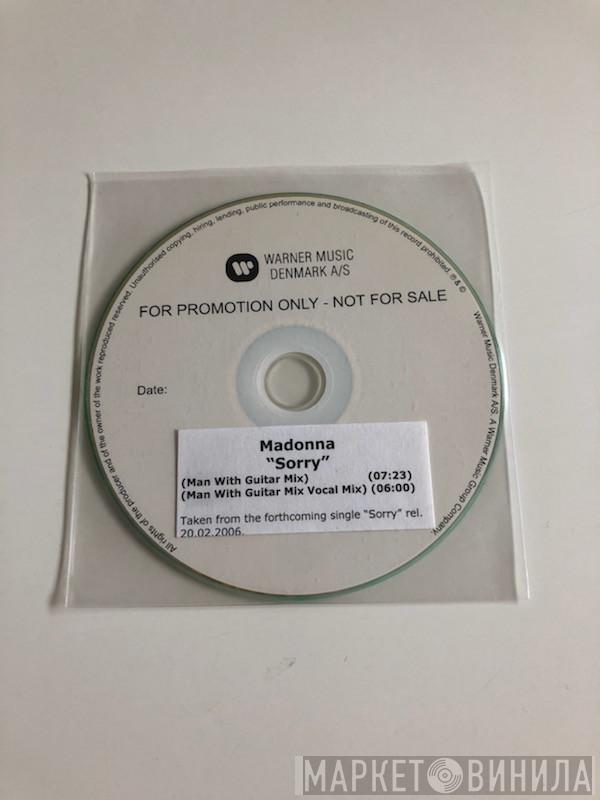 All rights of the producer and of the owner of the work reproduced reserved. Unauthorised copying, hiring, lending, public performance and broadcasting of this record prohibited. ℗ & ©
Warner Music Denmark A/S. A Warner Music Group Company.
WARNER MUSIC
DENMARK A/S
FOR PROMOTION ONLY - NOT FOR SALE
Date:
Madonna
“Sorry”
(Man With Guitar Mix) (07:23)
(Man With Guitar Mix Vocal Mix) (06:00)
Taken from the forthcoming single “Sorry” rel.
20.02.2006.
МАРКЕТ ВИНИЛА